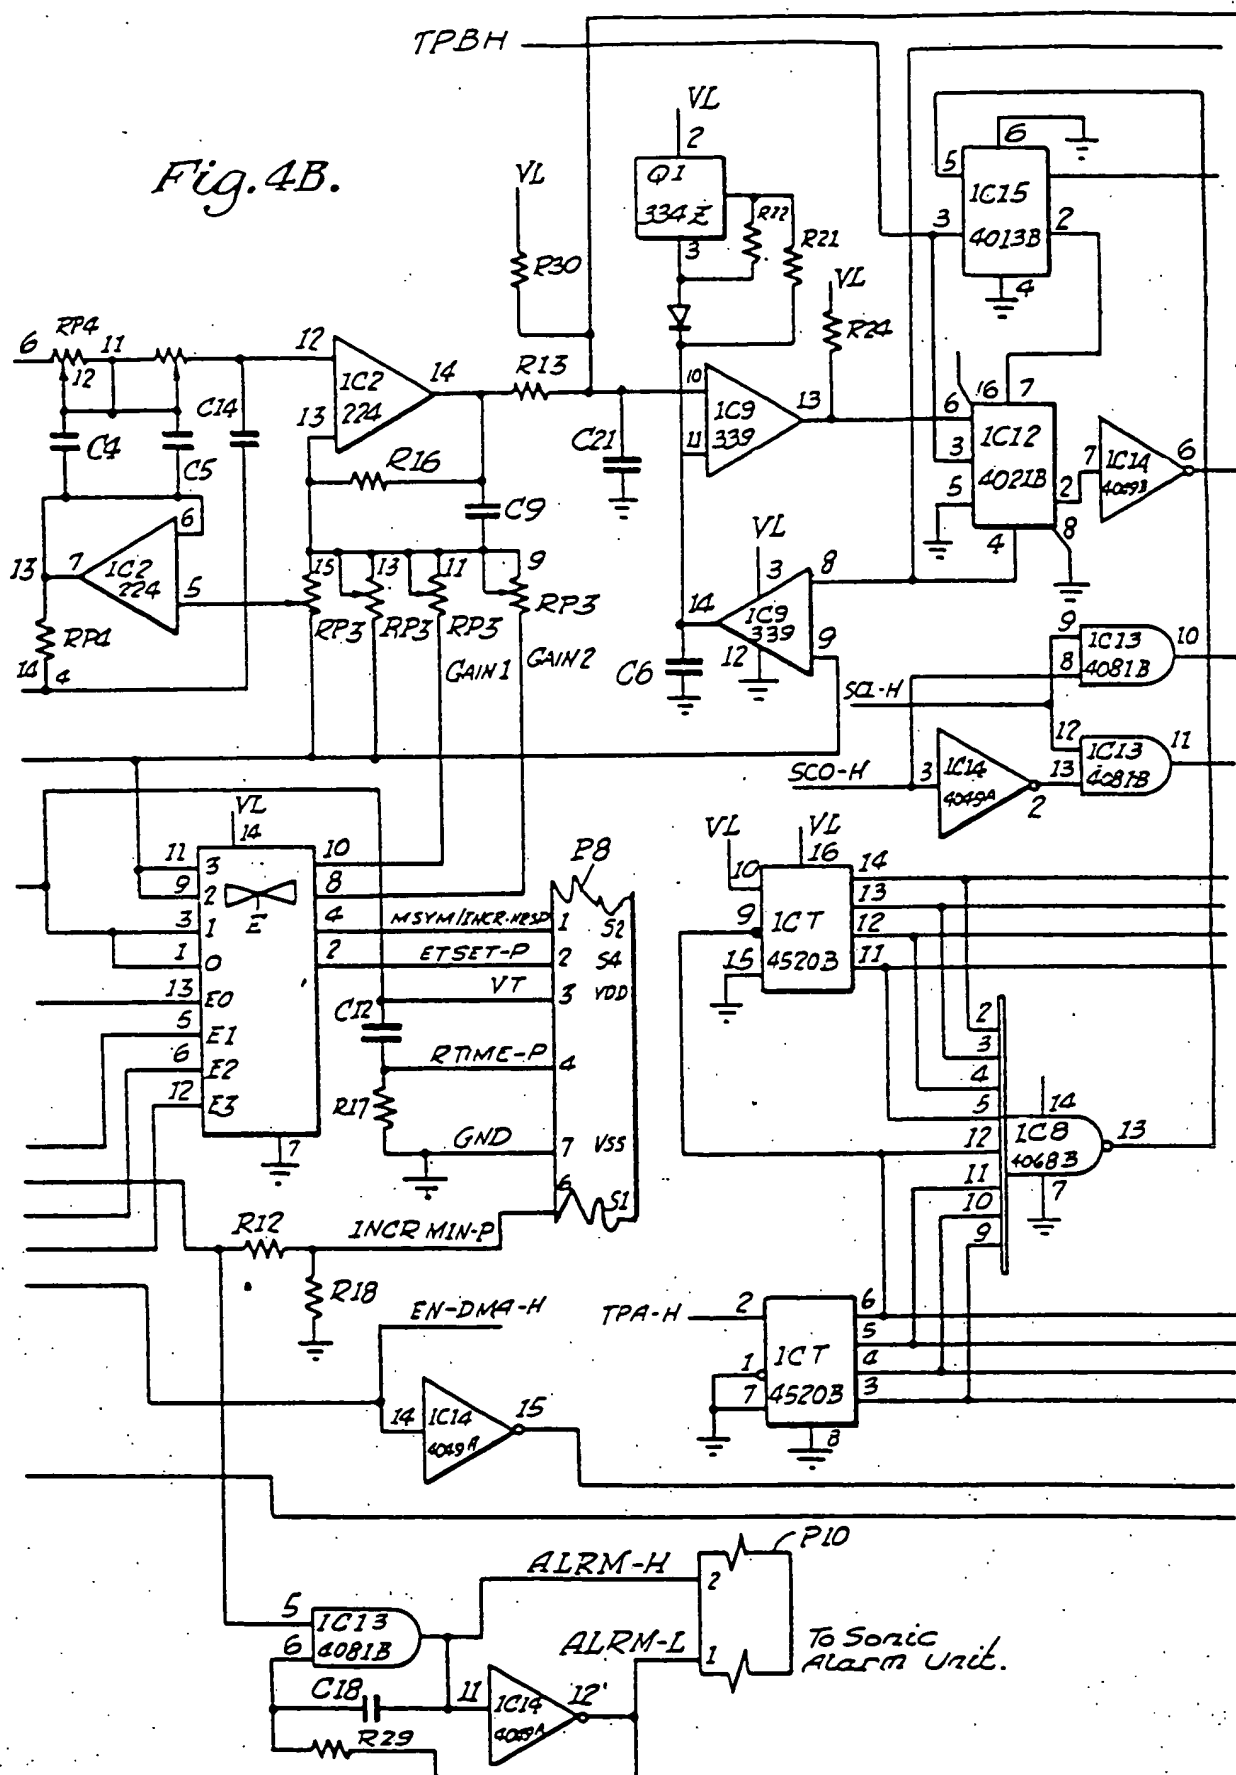 TPBH
Fig. 4B.
VL
2
Q1
334Z
3
R22
R21
VL
R30
VL
R24
6
5
IC15
4013B
3
2
4
6
RP4
11
12
C14
C4
C5
12
IC2
224
13
14
R13
R16
C9
C21
10
IC9
339
11
13
6
16
7
IC12
4021B
3
5
2
4
8
7
IC14
4049B
6
13
7
IC2
224
6
5
RP4
14
4
15
13
11
9
RP3
RP3
RP3
RP3
GAIN 1
GAIN 2
VL
3
8
14
IC9
339
9
12
C6
9
IC13
4081B
8
10
SC1-H
12
IC13
4081B
13
11
SCO-H
3
IC14
4049A
2
VL
14
11
3
9
2
3
1
1
0
13
E0
5
E1
6
E2
12
E3
E
10
8
4
2
7
P8
MSYM/INCR.HRSP
1
S2
ETSET-P
2
S4
VT
3
VDD
C12
RTIME-P
4
R17
GND
7
VSS
6
S1
INCR MIN-P
R12
R18
VL
VL
10
16
9
ICT
4520B
15
14
13
12
11
2
3
4
5
12
11
10
9
14
IC8
4068B
13
7
TPA-H
2
ICT
4520B
1
7
8
6
5
4
3
EN-DMA-H
14
IC14
4049A
15
P10
ALRM-H
2
5
IC13
4081B
6
ALRM-L
1
To Sonic
Alarm Unit.
C18
11
IC14
4049A
12'
R29